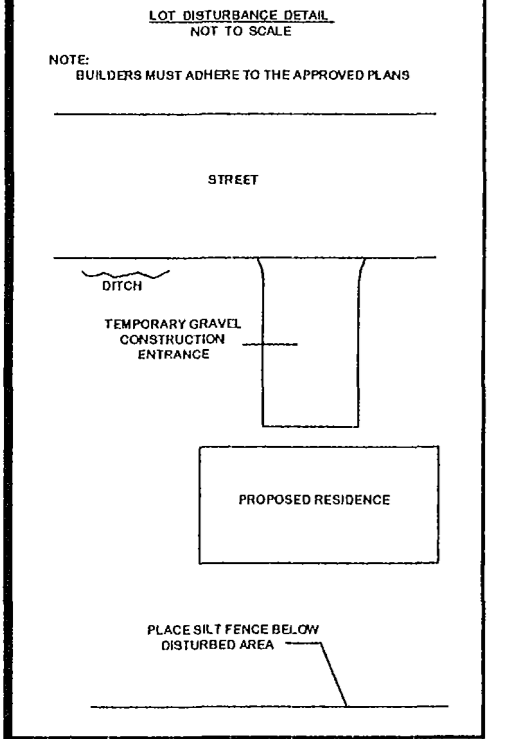 LOT DISTURBANCE DETAIL
NOT TO SCALE
NOTE:
BUILDERS MUST ADHERE TO THE APPROVED PLANS
STREET
DITCH
TEMPORARY GRAVEL
CONSTRUCTION
ENTRANCE
PROPOSED RESIDENCE
PLACE SILT FENCE BELOW
DISTURBED AREA